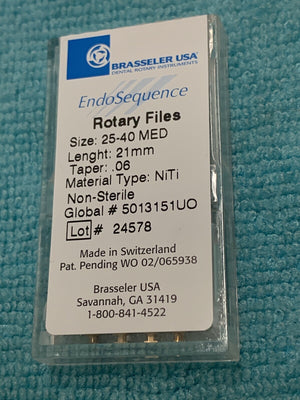 BRASSELER USA®
DENTAL ROTARY INSTRUMENTS
EndoSequence
Rotary Files
Size: 25-40 MED
Lenght: 21mm
Taper: .06
Material Type: NiTi
Non-Sterile
Global # 5013151UO
Lot # 24578
Made in Switzerland
Pat. Pending WO 02/065938
Brasseler USA
Savannah, GA 31419
1-800-841-4522